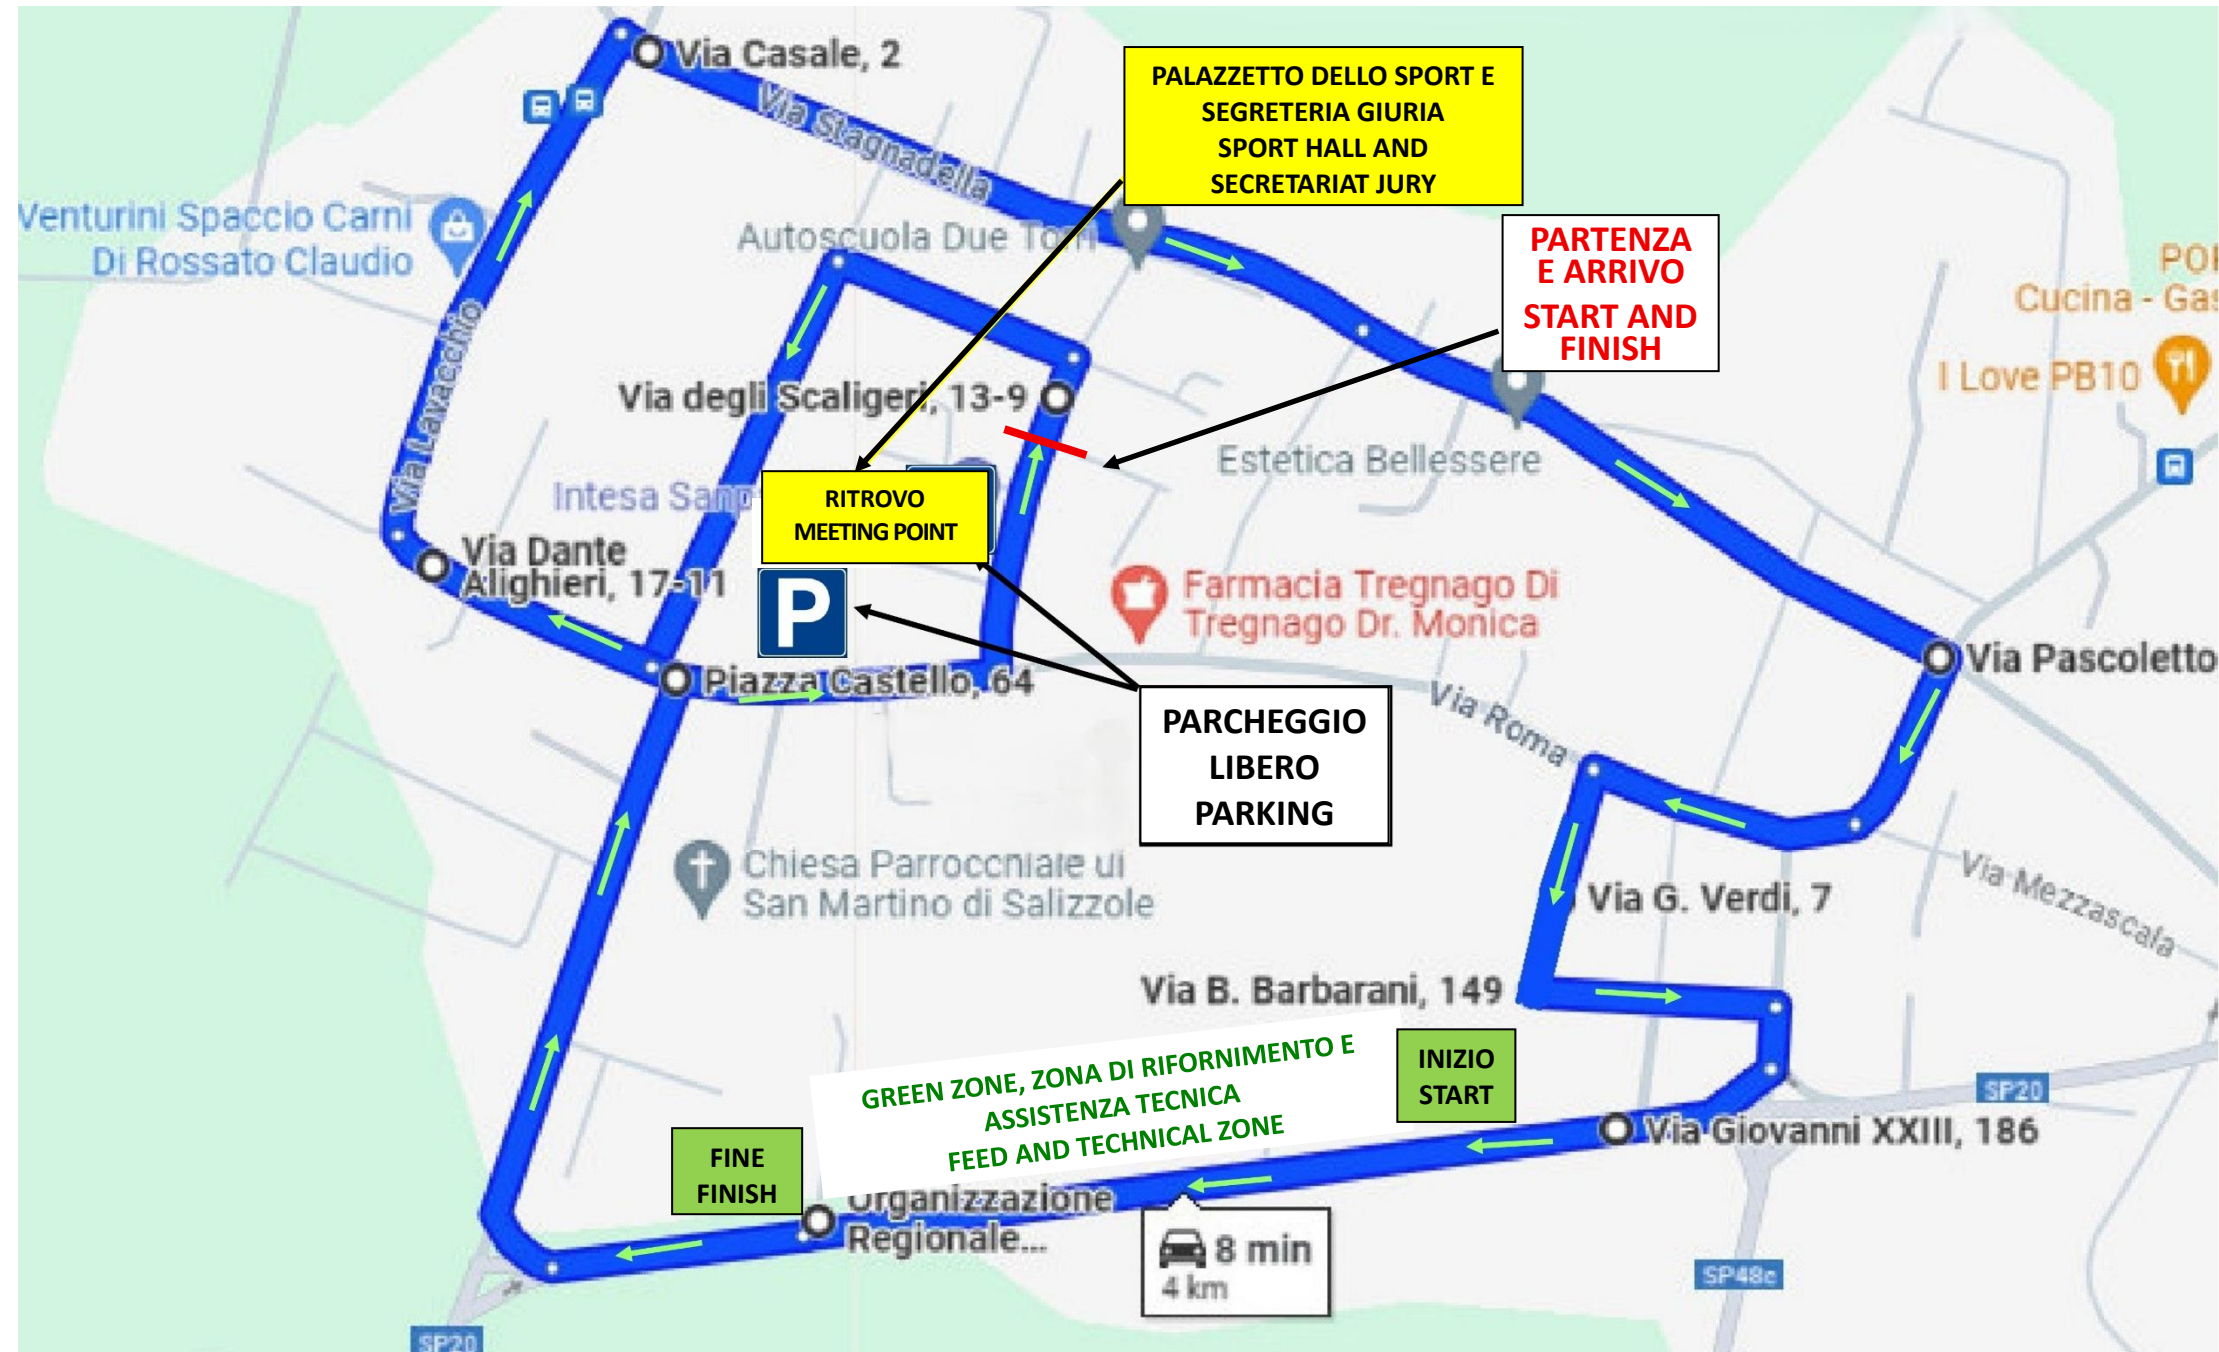 Via Casale, 2
Via Stagnadella
PALAZZETTO DELLO SPORT E
SEGRETERIA GIURIA
SPORT HALL AND
SECRETARIAT JURY
Venturini Spaccio Carni
Di Rossato Claudio
Autoscuola Due Torri
PARTENZA
E ARRIVO
START AND
FINISH
Cucina -
I Love PB10
Via Lavacchio
Via degli Scaligeri, 13-9
Estetica Bellessere
Intesa
RITROVO
MEETING POINT
Via Dante
Alighieri, 17-11
P
Farmacia Tregnago Di
Tregnago Dr. Monica
Piazza Castello, 64
Via Pascoletto
Via Roma
PARCHEGGIO
LIBERO
PARKING
Chiesa Parrocchiale di
San Martino di Salizzole
Via G. Verdi, 7
Via Mezzascala
Via B. Barbarani, 149
GREEN ZONE, ZONA DI RIFORNIMENTO E
ASSISTENZA TECNICA
FEED AND TECHNICAL ZONE
INIZIO
START
SP20
Via Giovanni XXIII, 186
FINE
FINISH
Organizzazione
Regionale...
8 min
4 km
SP48c
SP20